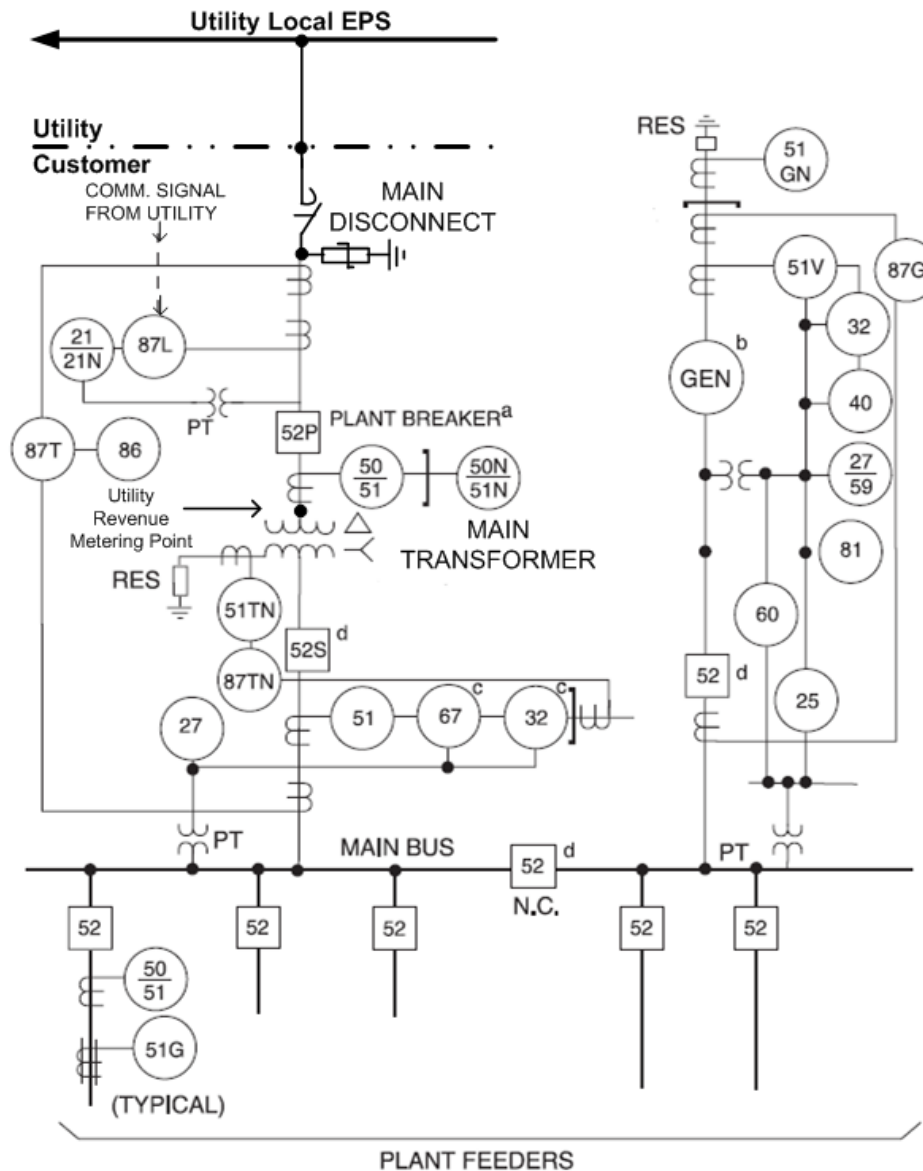 Utility Local EPS
Utility
Customer
COMM. SIGNAL
FROM UTILITY
MAIN
DISCONNECT
RES
51
GN
87G
51V
32
40
27
59
81
60
25
GEN
b
52
d
21
21N
87L
PT
87T
86
52P
PLANT BREAKER a
50
51
50N
51N
Utility
Revenue
Metering Point
MAIN
TRANSFORMER
RES
51TN
52S
d
87TN
27
51
67
c
32
c
PT
MAIN BUS
52
d
N.C.
PT
52
52
52
52
52
50
51
51G
(TYPICAL)
PLANT FEEDERS